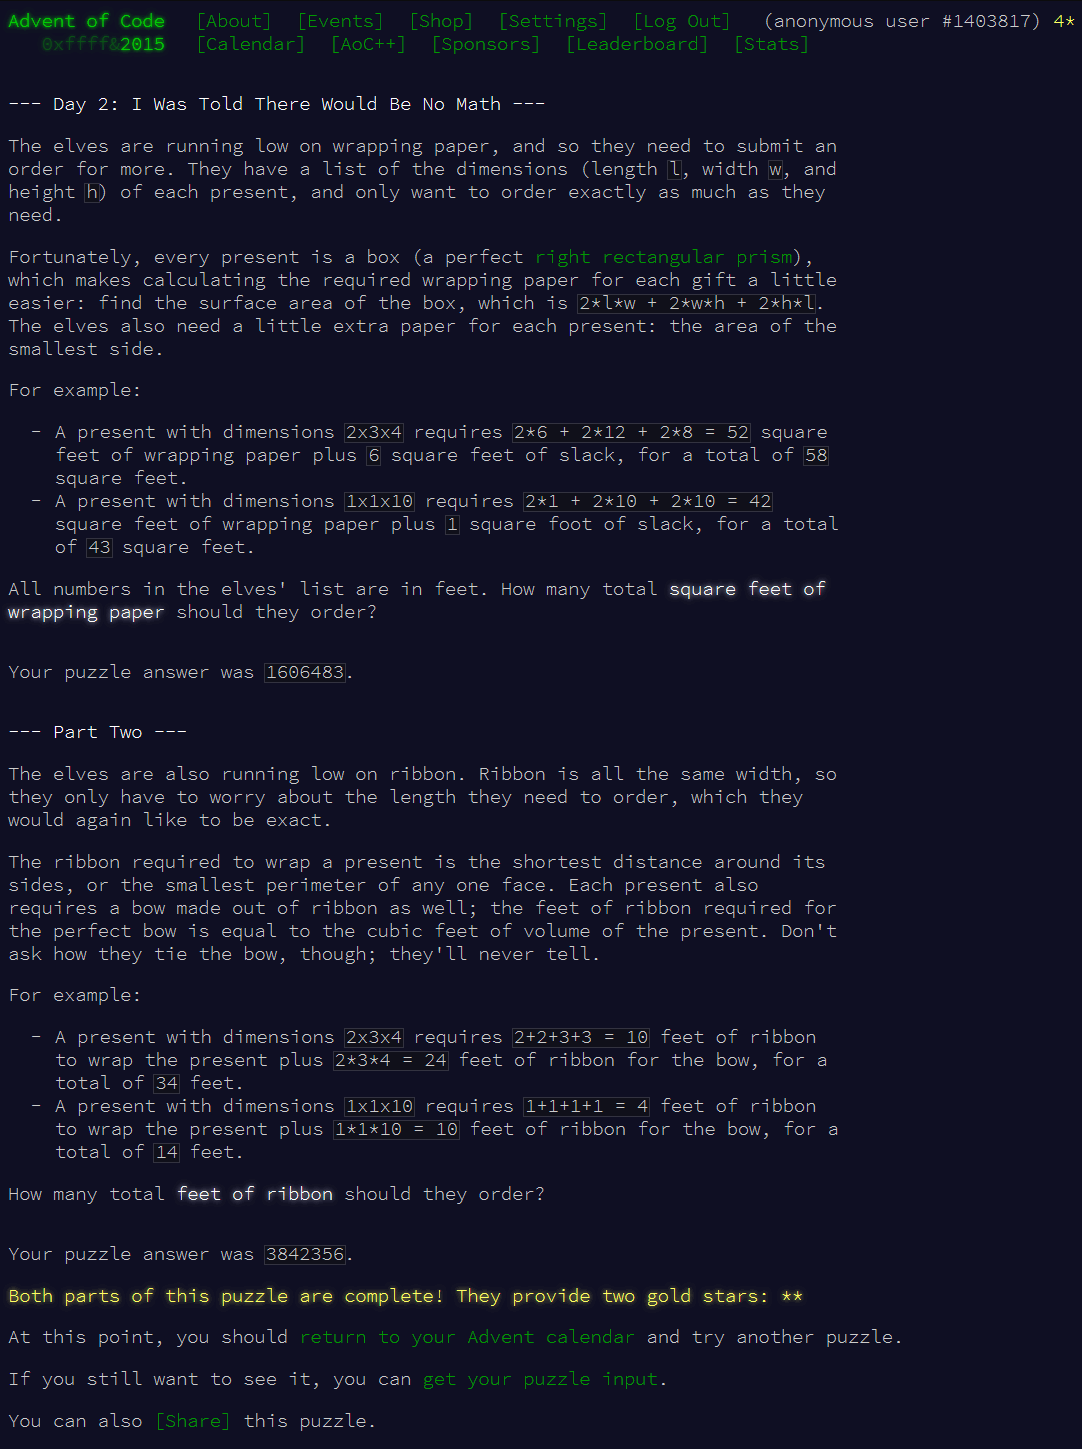 Advent of Code [About] [Events] [Shop] [Settings] [Log Out] (anonymous user #1403817) 4*
0xffff&2015 [Calendar] [AoC++] [Sponsors] [Leaderboard] [Stats]
--- Day 2: I Was Told There Would Be No Math ---
The elves are running low on wrapping paper, and so they need to submit an
order for more. They have a list of the dimensions (length l, width w, and
height h) of each present, and only want to order exactly as much as they
need.
Fortunately, every present is a box (a perfect right rectangular prism),
which makes calculating the required wrapping paper for each gift a little
easier: find the surface area of the box, which is 2*l*w + 2*w*h + 2*h*l.
The elves also need a little extra paper for each present: the area of the
smallest side.
For example:
- A present with dimensions 2x3x4 requires 2*6 + 2*12 + 2*8 = 52 square
feet of wrapping paper plus 6 square feet of slack, for a total of 58
square feet.
- A present with dimensions 1x1x10 requires 2*1 + 2*10 + 2*10 = 42
square feet of wrapping paper plus 1 square foot of slack, for a total
of 43 square feet.
All numbers in the elves' list are in feet. How many total square feet of
wrapping paper should they order?
Your puzzle answer was 1606483.
--- Part Two ---
The elves are also running low on ribbon. Ribbon is all the same width, so
they only have to worry about the length they need to order, which they
would again like to be exact.
The ribbon required to wrap a present is the shortest distance around its
sides, or the smallest perimeter of any one face. Each present also
requires a bow made out of ribbon as well; the feet of ribbon required for
the perfect bow is equal to the cubic feet of volume of the present. Don't
ask how they tie the bow, though; they'll never tell.
For example:
- A present with dimensions 2x3x4 requires 2+2+3+3 = 10 feet of ribbon
to wrap the present plus 2*3*4 = 24 feet of ribbon for the bow, for a
total of 34 feet.
- A present with dimensions 1x1x10 requires 1+1+1+1 = 4 feet of ribbon
to wrap the present plus 1*1*10 = 10 feet of ribbon for the bow, for a
total of 14 feet.
How many total feet of ribbon should they order?
Your puzzle answer was 3842356.
Both parts of this puzzle are complete! They provide two gold stars: **
At this point, you should return to your Advent calendar and try another puzzle.
If you still want to see it, you can get your puzzle input.
You can also [Share] this puzzle.